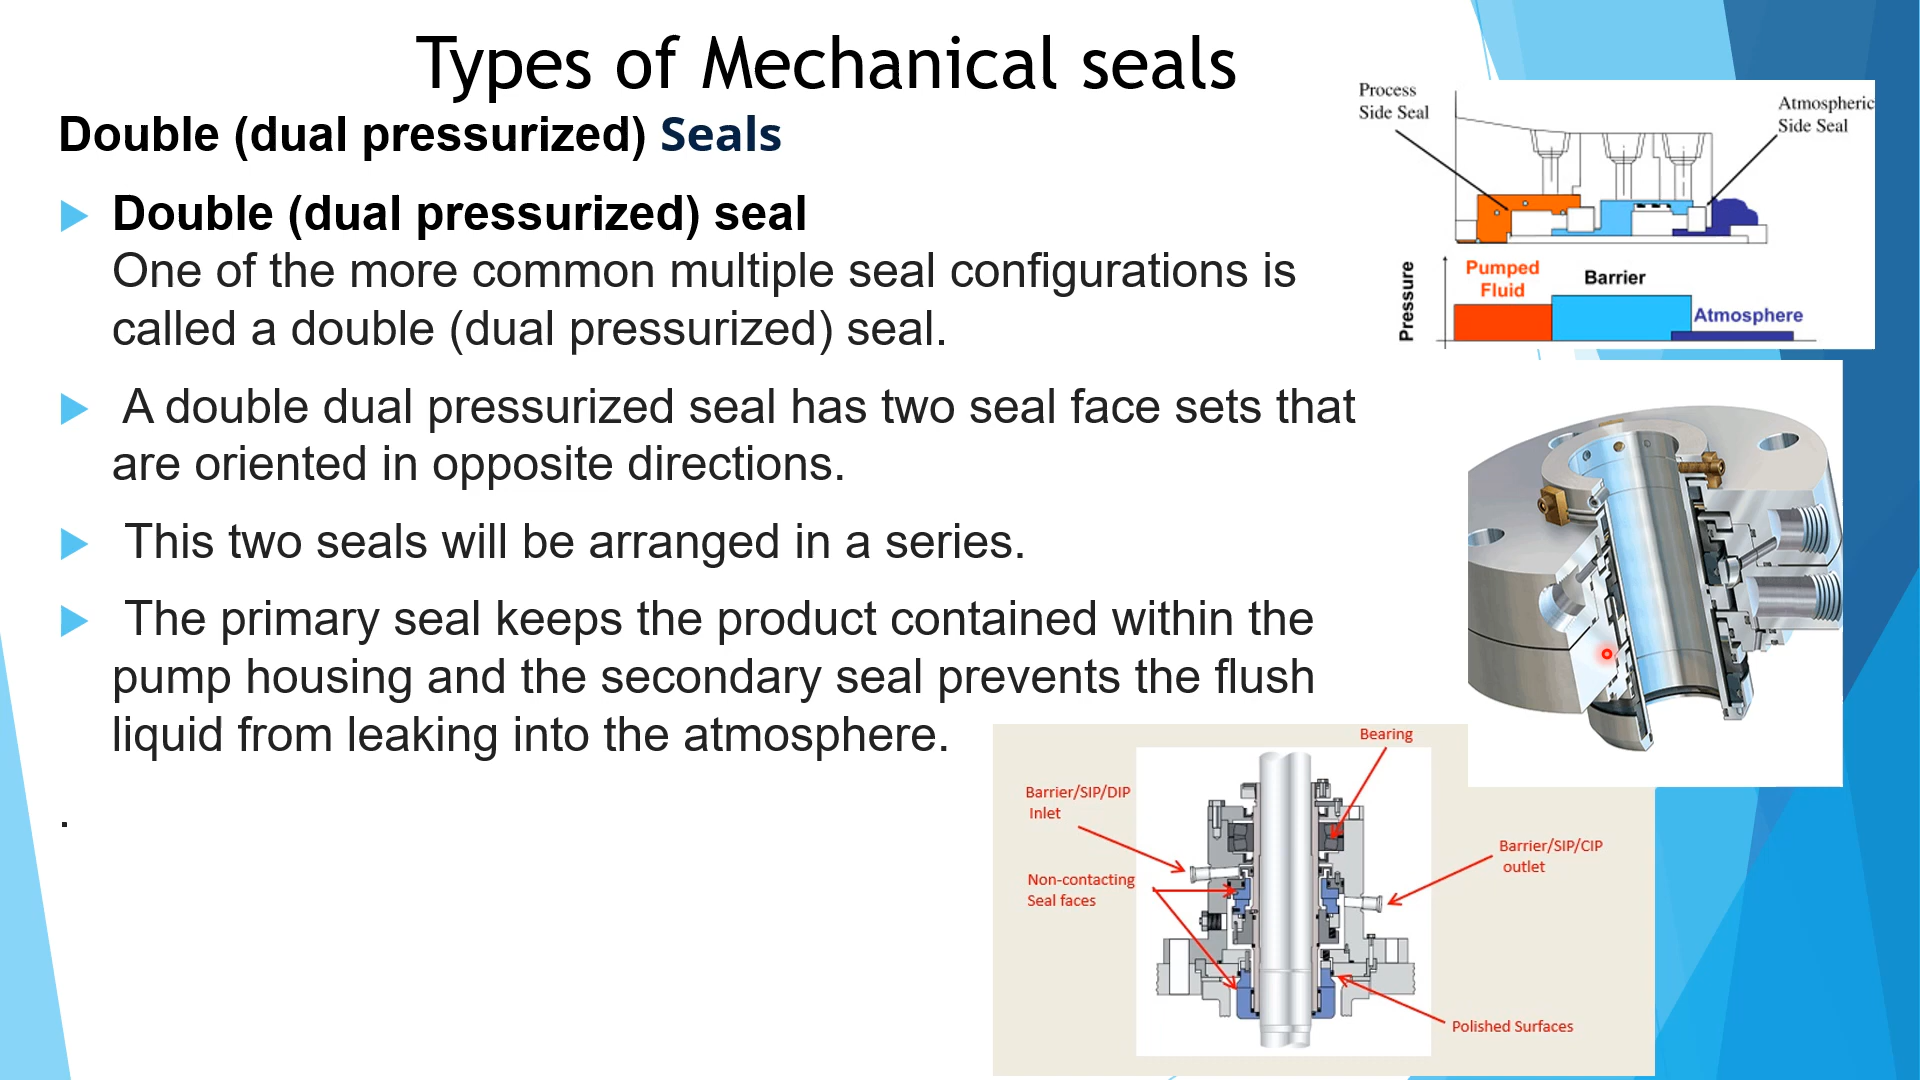 Types of Mechanical seals
Double (dual pressurized) Seals
Double (dual pressurized) seal
One of the more common multiple seal configurations is
called a double (dual pressurized) seal.
A double dual pressurized seal has two seal face sets that
are oriented in opposite directions.
This two seals will be arranged in a series.
The primary seal keeps the product contained within the
pump housing and the secondary seal prevents the flush
liquid from leaking into the atmosphere.
.
Process
Side Seal
Atmospheric
Side Seal
Pressure
Pumped
Fluid
Barrier
Atmosphere
Bearing
Barrier/SIP/DIP
Inlet
Non-contacting
Seal faces
Barrier/SIP/CIP
outlet
Polished Surfaces